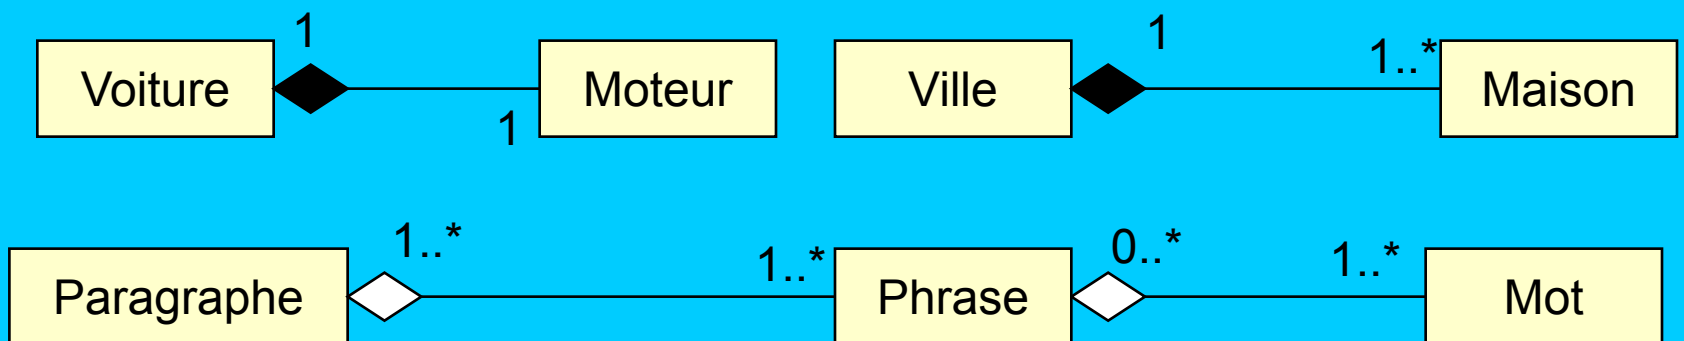 1 1
Voiture Moteur Ville 1..* Maison
1
1..* 1..* 0..* 1..*
Paragraphe Phrase Mot